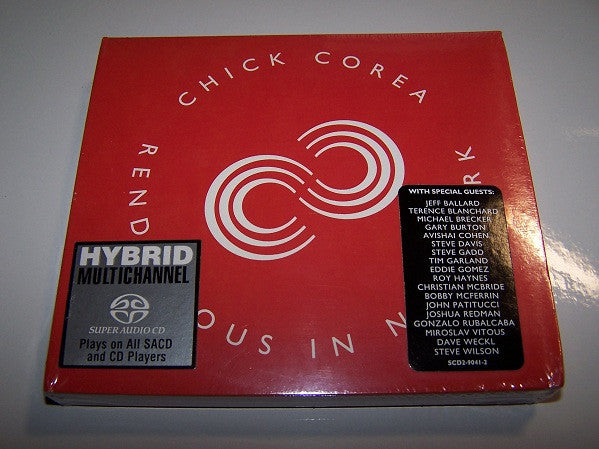 CHICK COREA
REND
OUS IN N
RK
HYBRID
MULTICHANNEL
SUPER AUDIO CD
Plays on All SACD
and CD Players
WITH SPECIAL GUESTS:
JEFF BALLARD
TERENCE BLANCHARD
MICHAEL BRECKER
GARY BURTON
AVISHAI COHEN
STEVE DAVIS
STEVE GADD
TIM GARLAND
EDDIE GOMEZ
ROY HAYNES
CHRISTIAN MCBRIDE
BOBBY MCFERRIN
JOHN PATITUCCI
JOSHUA REDMAN
GONZALO RUBALCABA
MIROSLAV VITOUS
DAVE WECKL
STEVE WILSON
SCD2-9041-2